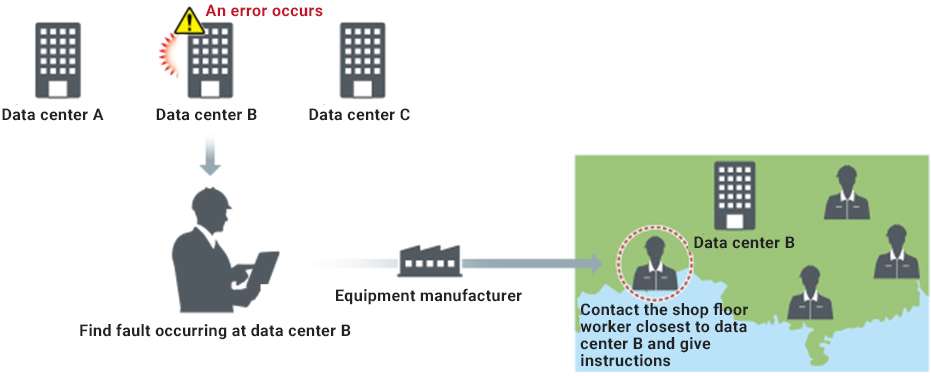 An error occurs
Data center A
Data center B
Data center C
Find fault occurring at data center B
Equipment manufacturer
Data center B
Contact the shop floor
worker closest to data
center B and give
instructions